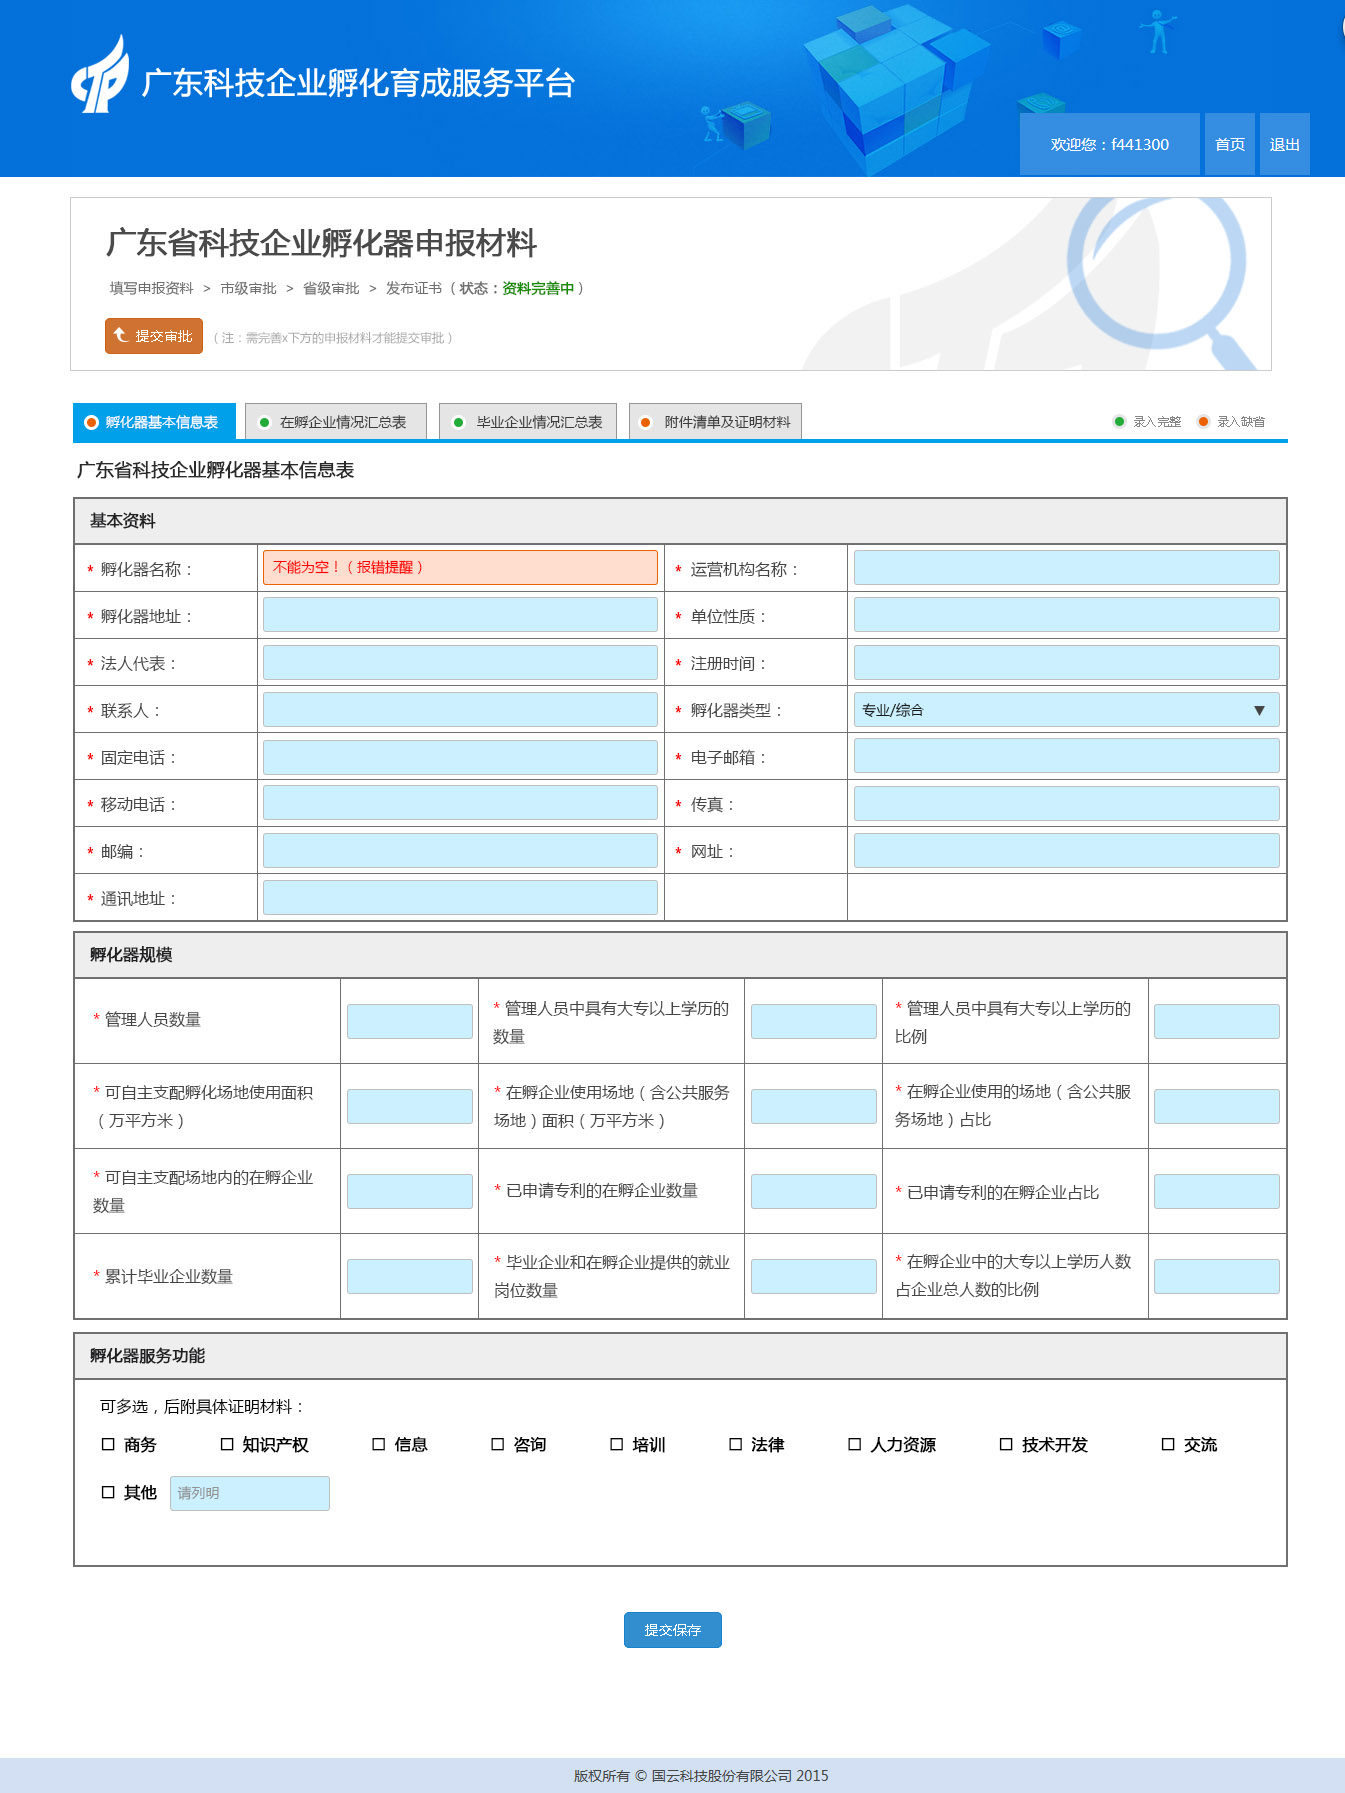 广东科技企业孵化育成服务平台
欢迎您：f441300 首页 退出
广东省科技企业孵化器申报材料
填写申报资料 > 市级审批 > 省级审批 > 发布证书（状态：资料完善中）
提交审批 （注：需完善x下方的申报材料才能提交审批）
孵化器基本信息表 在孵企业情况汇总表 毕业企业情况汇总表 附件清单及证明材料 录入完整 录入缺省
广东省科技企业孵化器基本信息表
基本资料
* 孵化器名称： 不能为空！（报错提醒） * 运营机构名称：
* 孵化器地址： * 单位性质：
* 法人代表： * 注册时间：
* 联系人： * 孵化器类型： 专业/综合 ▼
* 固定电话： * 电子邮箱：
* 移动电话： * 传真：
* 邮编： * 网址：
* 通讯地址：
孵化器规模
* 管理人员数量
* 管理人员中具有大专以上学历的
数量
* 管理人员中具有大专以上学历的
比例
* 可自主支配孵化场地使用面积
（万平方米）
* 在孵企业使用场地（含公共服务
场地）面积（万平方米）
* 在孵企业使用的场地（含公共服
务场地）占比
* 可自主支配场地内的在孵企业
数量
* 已申请专利的在孵企业数量
* 已申请专利的在孵企业占比
* 累计毕业企业数量
* 毕业企业和在孵企业提供的就业
岗位数量
* 在孵企业中的大专以上学历人数
占企业总人数的比例
孵化器服务功能
可多选，后附具体证明材料：
商务 知识产权 信息 咨询 培训 法律 人力资源 技术开发 交流
其他 请列明
提交保存
版权所有 © 国云科技股份有限公司 2015